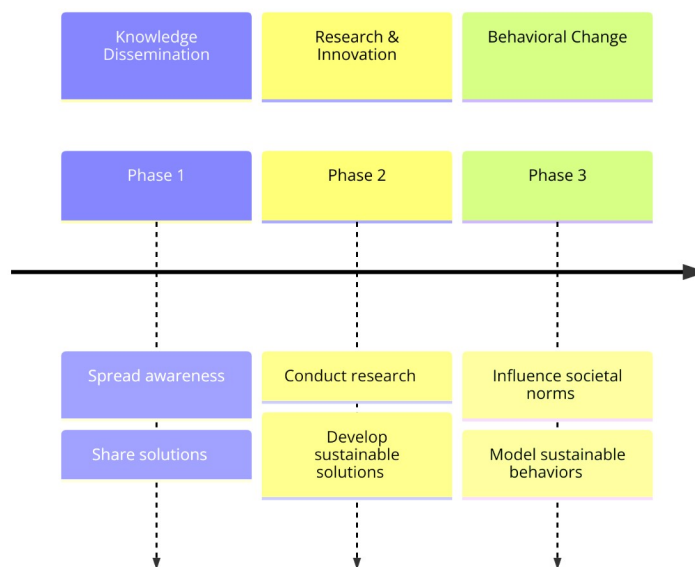 Knowledge
Dissemination
Research &
Innovation
Behavioral Change
Phase 1
Phase 2
Phase 3
Spread awareness
Share solutions
Conduct research
Develop
sustainable
solutions
Influence societal
norms
Model sustainable
behaviors